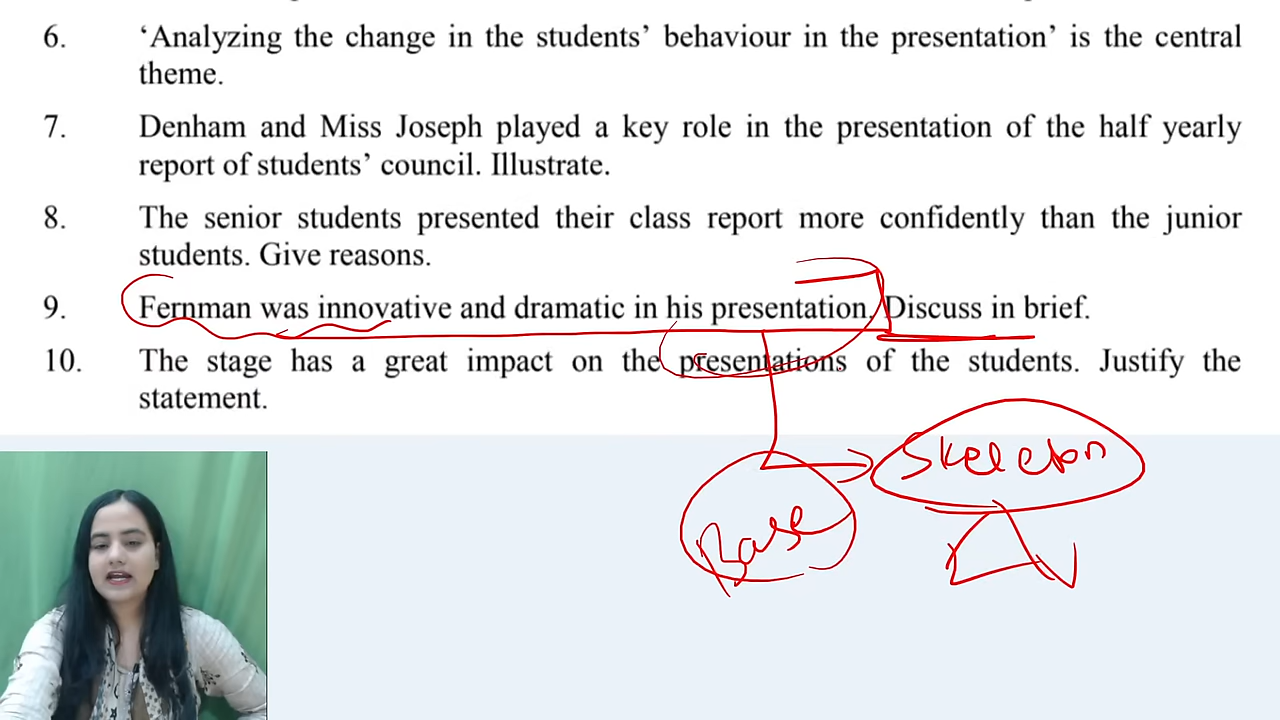 6. ‘Analyzing the change in the students’ behaviour in the presentation’ is the central
theme.
7. Denham and Miss Joseph played a key role in the presentation of the half yearly
report of students’ council. Illustrate.
8. The senior students presented their class report more confidently than the junior
students. Give reasons.
9. Fernman was innovative and dramatic in his presentation. Discuss in brief.
10. The stage has a great impact on the presentations of the students. Justify the
statement.
Skeleton
Base